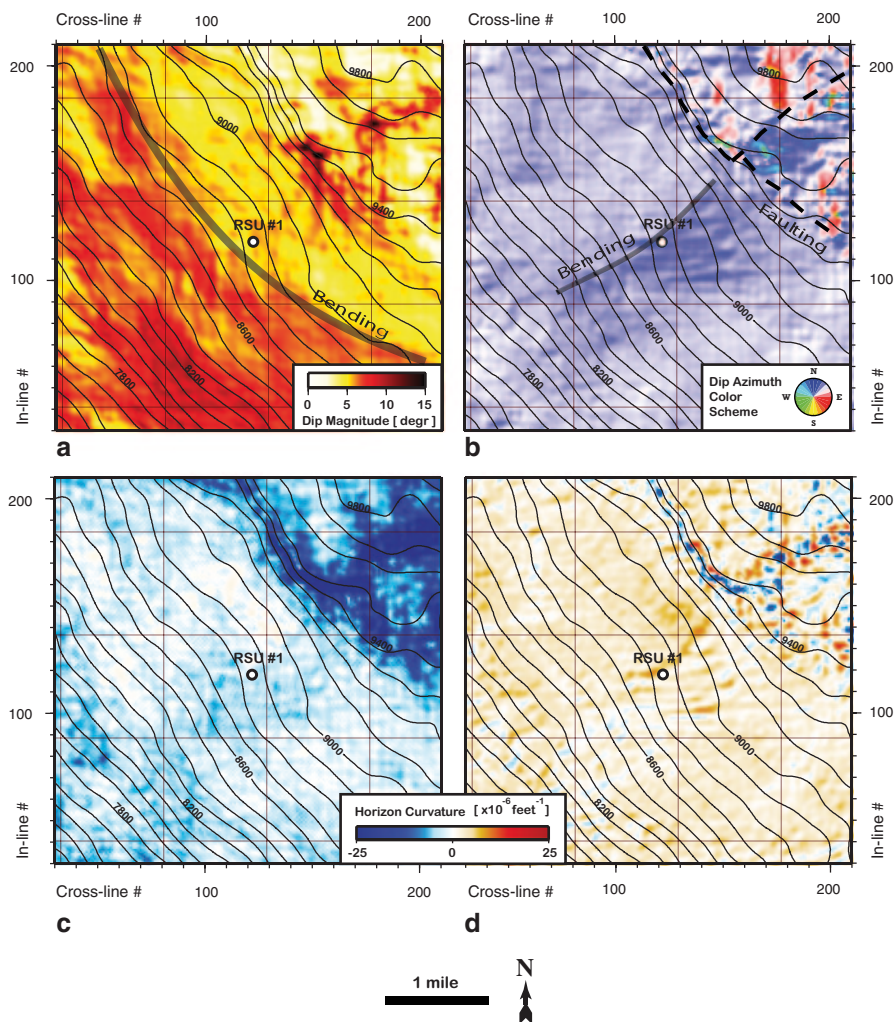 Cross-line #
100
200
100
In-line #
9800
9000
9400
RSU #1
Bending
8600
8200
7800
0 5 10 15
Dip Magnitude [ degr ]
a
Cross-line #
100
210
200
100
In-line #
9800
RSU #1
Bending
Faulting
9000
8600
8200
Dip Azimuth
Color
Scheme
N
W
E
S
b
200
100
In-line #
9800
9400
RSU #1
9000
8600
8200
7800
Cross-line #
100
200
c
200
100
In-line #
9800
9400
RSU #1
9000
8600
8200
Cross-line #
100
200
d
Horizon Curvature [ x10-6 feet-1 ]
-25 0 25
1 mile
N